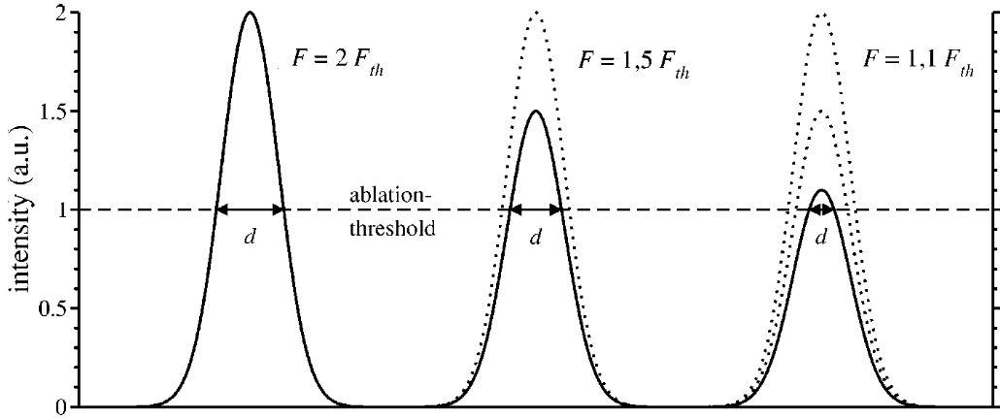 2
F = 2 F_th
F = 1,5 F_th
F = 1,1 F_th
1.5
intensity (a.u.)
1
ablation-
threshold
d
d
d
0.5
0